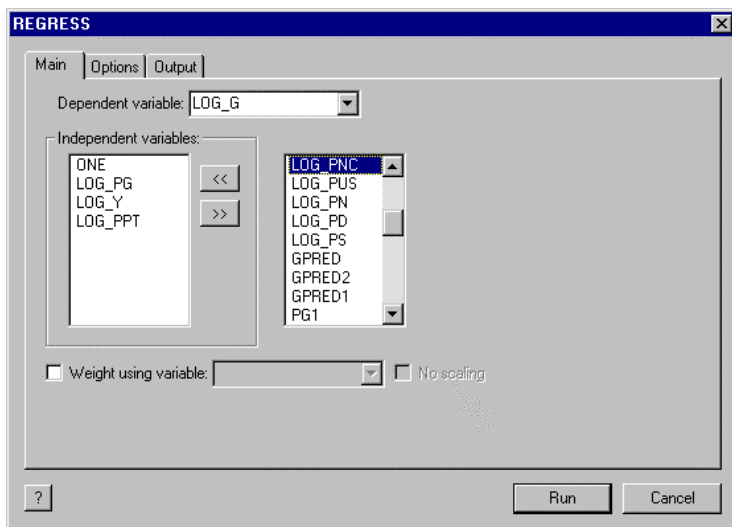 REGRESS
Main Options Output
Dependent variable: LOG_G
Independent variables:
ONE
LOG_PG
LOG_Y
LOG_PPT
<<
>>
LOG_PNC
LOG_PUS
LOG_PN
LOG_PD
LOG_PS
GPRED
GPRED2
GPRED1
PG1
Weight using variable:
No scaling
?
Run
Cancel